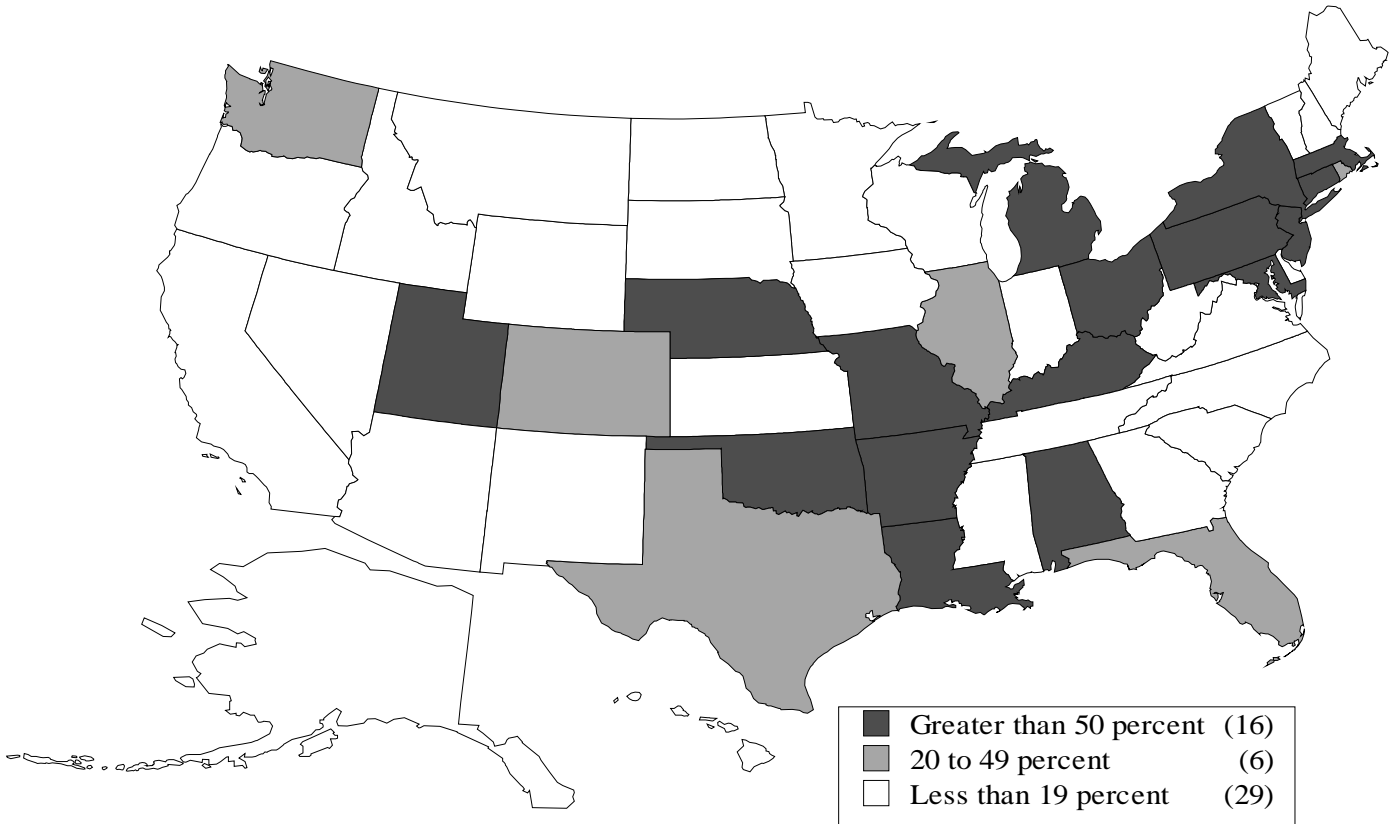 Greater than 50 percent (16)
20 to 49 percent (6)
Less than 19 percent (29)